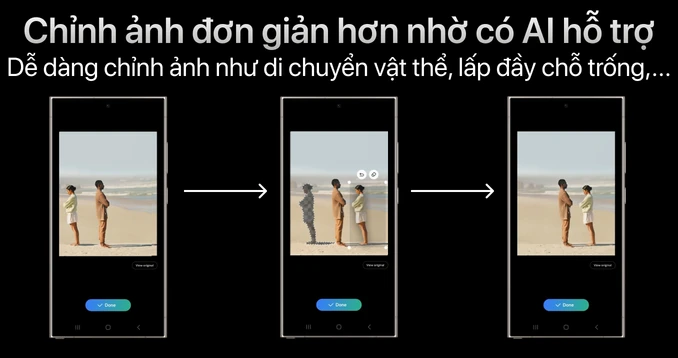 Chỉnh ảnh đơn giản hơn nhờ có AI hỗ trợ
Dễ dàng chỉnh ảnh như di chuyển vật thể, lấp đầy chỗ trống,...
View original
View original
View original
Done
Done
Done